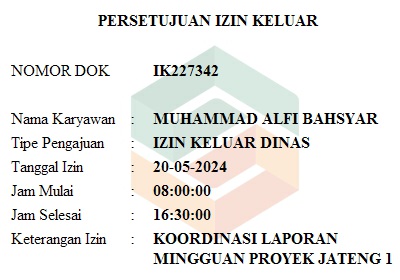 PERSETUJUAN IZIN KELUAR
NOMOR DOK IK227342
Nama Karyawan : MUHAMMAD ALFI BAHSYAR
Tipe Pengajuan : IZIN KELUAR DINAS
Tanggal Izin : 20-05-2024
Jam Mulai : 08:00:00
Jam Selesai : 16:30:00
Keterangan Izin : KOORDINASI LAPORAN
MINGGUAN PROYEK JATENG 1